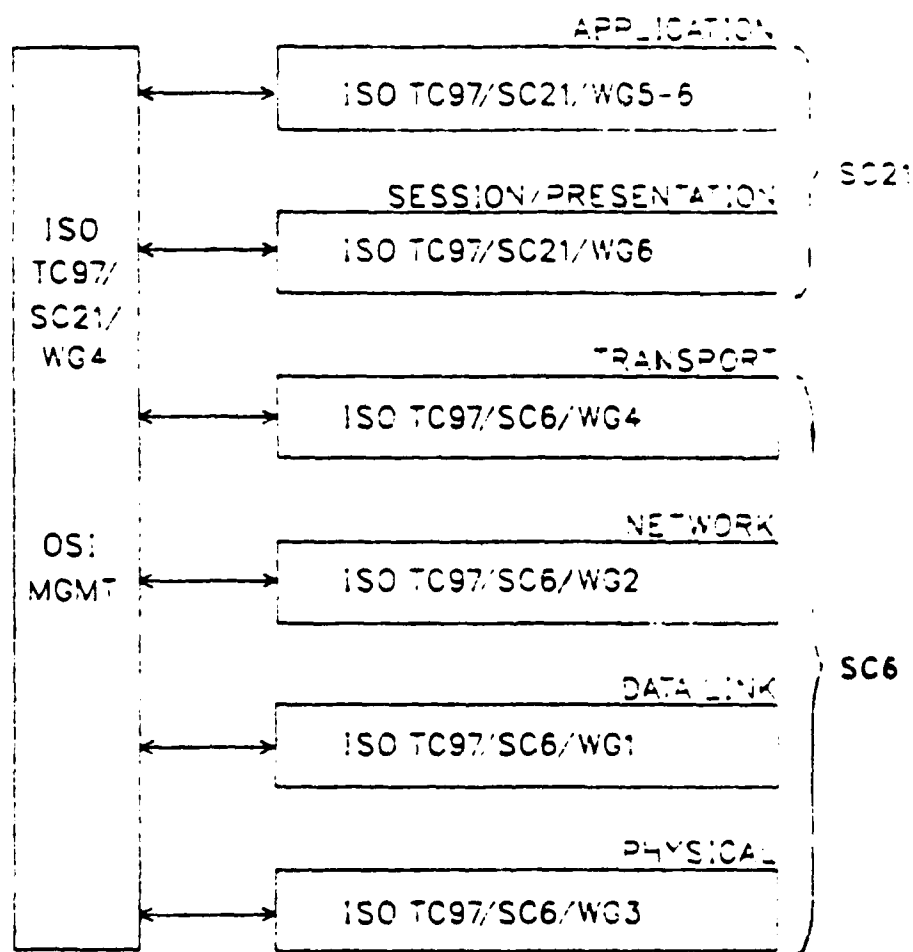 APPLICATION
ISO TC97/SC21/WG5-6
SC21
SESSION/PRESENTATION
ISO TC97/SC21/WG6
ISO
TC97/
SC21/
WG4
TRANSPORT
ISO TC97/SC6/WG4
NETWORK
ISO TC97/SC6/WG2
OSI
MGMT
SC6
DATA LINK
ISO TC97/SC6/WG1
PHYSICAL
ISO TC97/SC6/WG3